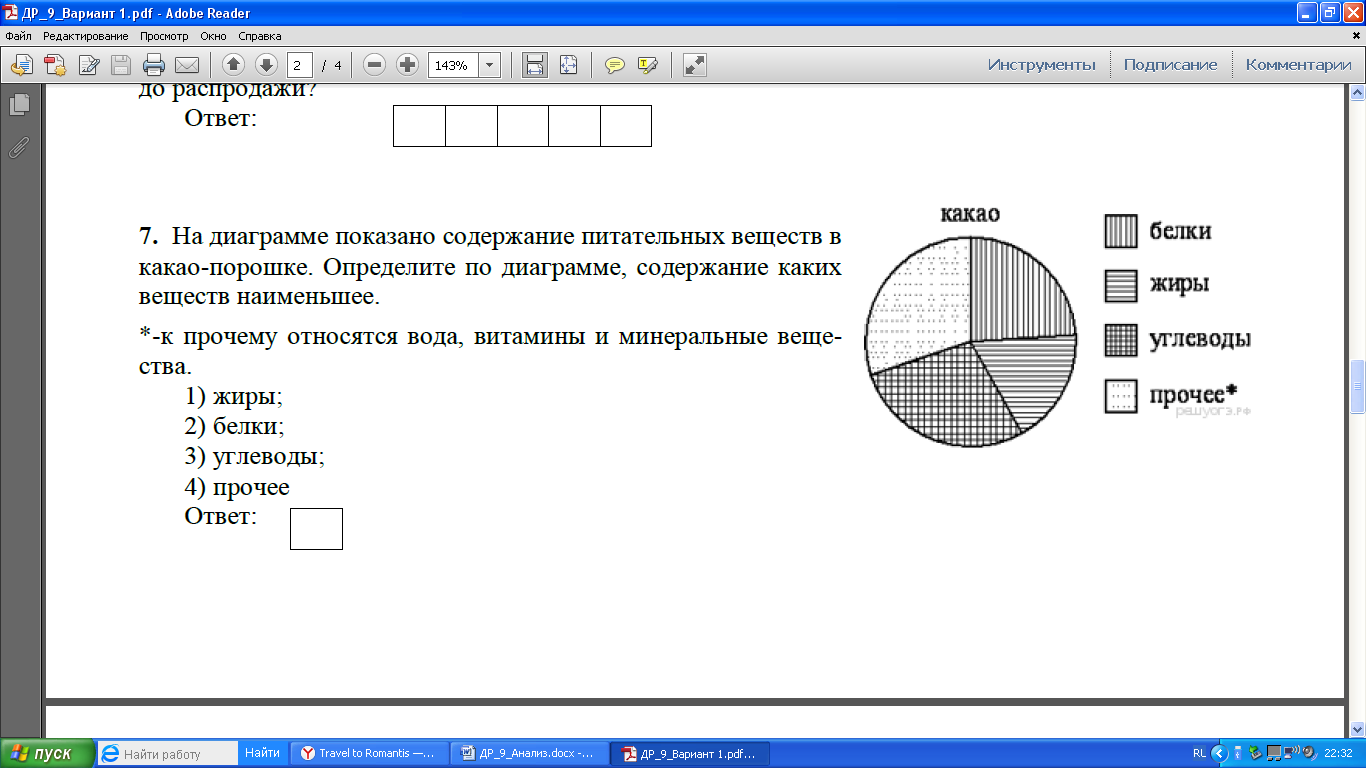 ДР_9_Вариант 1.pdf - Adobe Reader
Файл Редактирование Просмотр Окно Справка
2 / 4 143% Инструменты Подписание Комментарии
до распродажи?
Ответ:
7. На диаграмме показано содержание питательных веществ в
какао-порошке. Определите по диаграмме, содержание каких
веществ наименьшее.
*-к прочему относятся вода, витамины и минеральные веще-
ства.
1) жиры;
2) белки;
3) углеводы;
4) прочее
Ответ:
какао
белки
жиры
углеводы
прочее*
решуогэ.рф
пуск Найти работу Найти Travel to Romantis —... ДР_9_Анализ.docx -... ДР_9_Вариант 1.pdf... RL 22:32